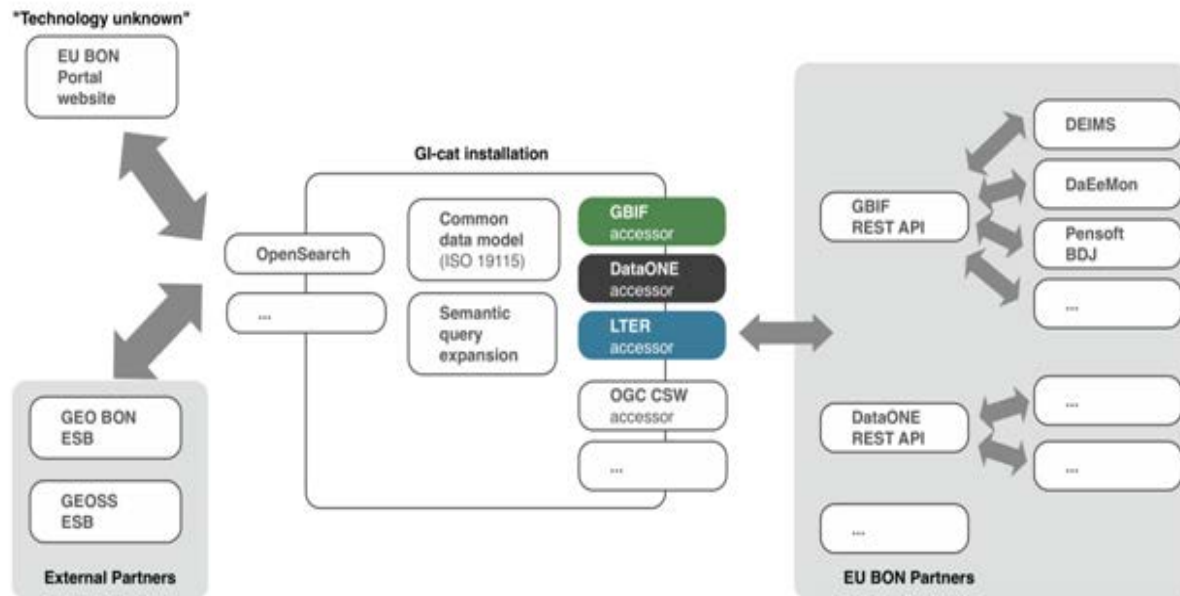 "Technology unknown"
EU BON
Portal
website
GI-cat installation
OpenSearch
...
Common
data model
(ISO 19115)
Semantic
query
expansion
GBIF
accessor
DataONE
accessor
LTER
accessor
OGC CSW
accessor
...
GEO BON
ESB
GEOSS
ESB
External Partners
GBIF
REST API
DEIMS
DaEeMon
Pensoft
BDJ
...
DataONE
REST API
...
...
...
EU BON Partners